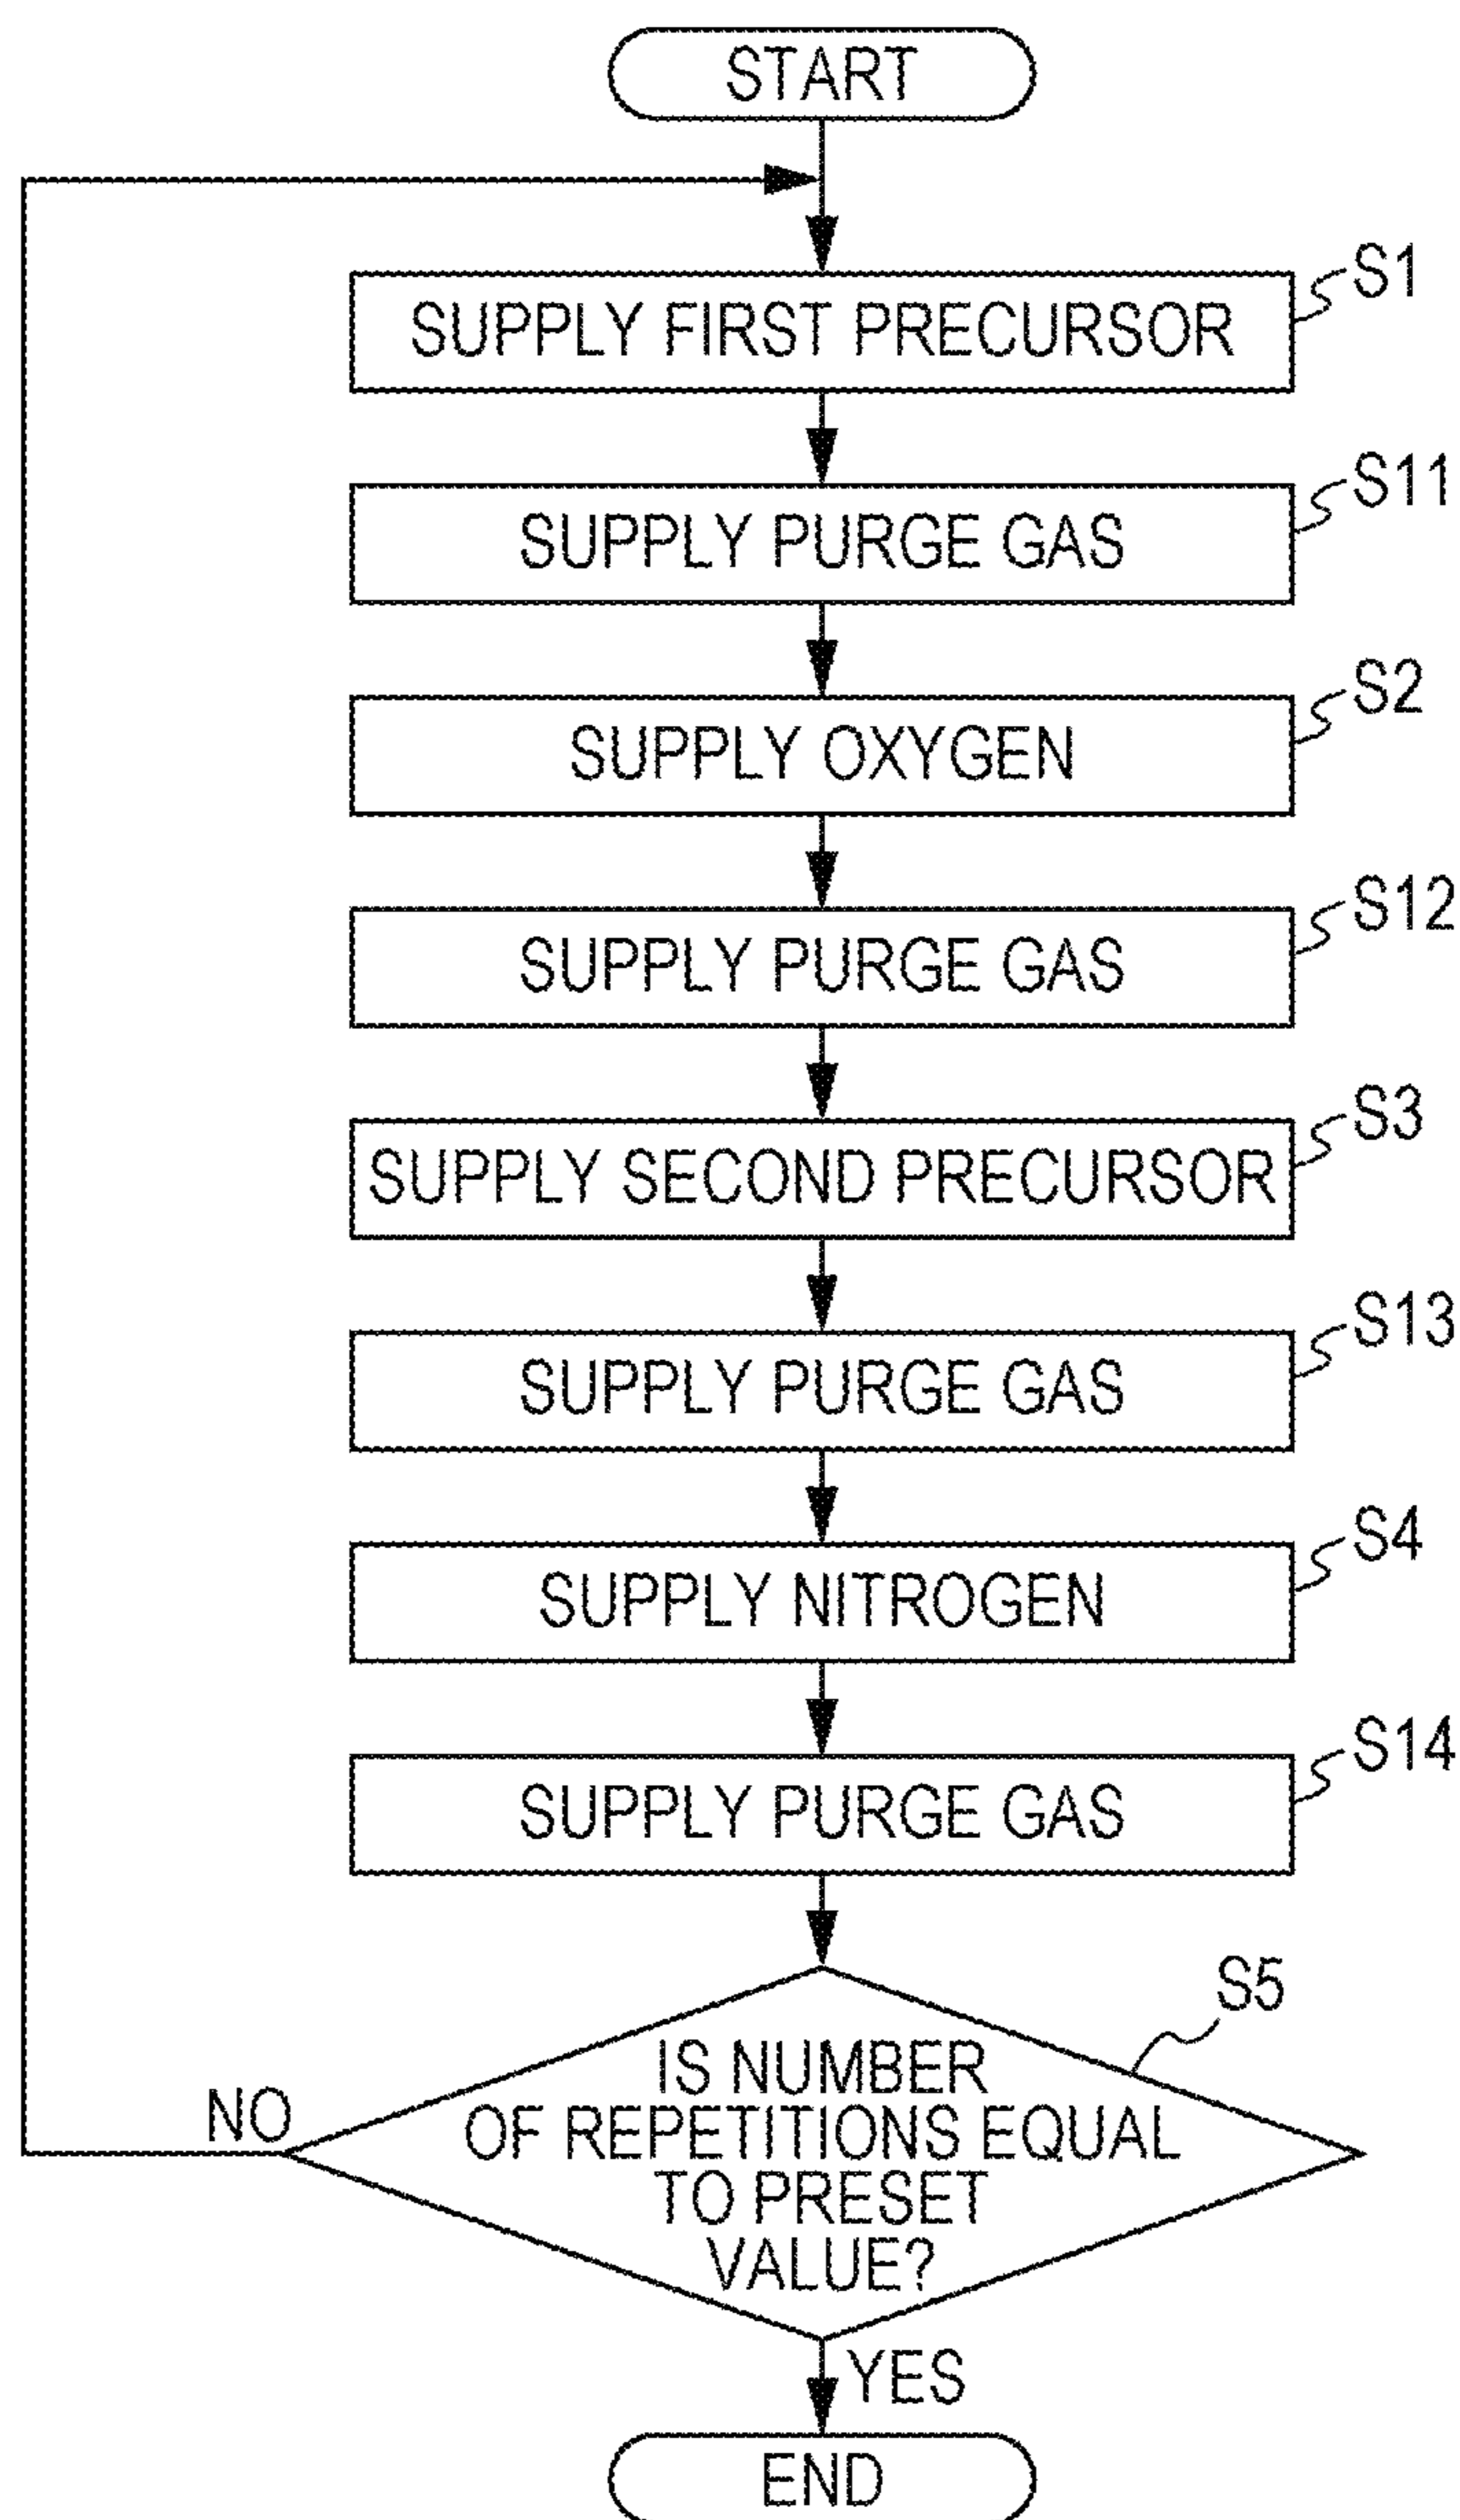 START
S1
SUPPLY FIRST PRECURSOR
S11
SUPPLY PURGE GAS
S2
SUPPLY OXYGEN
S12
SUPPLY PURGE GAS
S3
SUPPLY SECOND PRECURSOR
S13
SUPPLY PURGE GAS
S4
SUPPLY NITROGEN
S14
SUPPLY PURGE GAS
S5
IS NUMBER
OF REPETITIONS EQUAL
TO PRESET
VALUE?
NO
YES
END